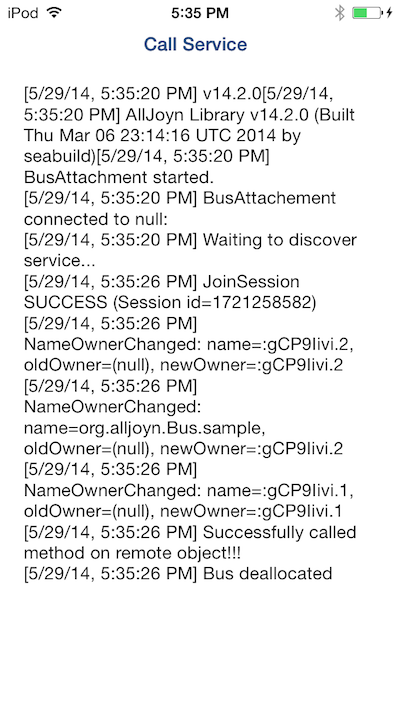 iPod 5:35 PM
Call Service
[5/29/14, 5:35:20 PM] v14.2.0[5/29/14,
5:35:20 PM] AllJoyn Library v14.2.0 (Built
Thu Mar 06 23:14:16 UTC 2014 by
seabuild)[5/29/14, 5:35:20 PM]
BusAttachment started.
[5/29/14, 5:35:20 PM] BusAttachement
connected to null:
[5/29/14, 5:35:20 PM] Waiting to discover
service...
[5/29/14, 5:35:26 PM] JoinSession
SUCCESS (Session id=1721258582)
[5/29/14, 5:35:26 PM]
NameOwnerChanged: name=:gCP9Iivi.2,
oldOwner=(null), newOwner=:gCP9Iivi.2
[5/29/14, 5:35:26 PM]
NameOwnerChanged:
name=org.alljoyn.Bus.sample,
oldOwner=(null), newOwner=:gCP9Iivi.2
[5/29/14, 5:35:26 PM]
NameOwnerChanged: name=:gCP9Iivi.1,
oldOwner=(null), newOwner=:gCP9Iivi.1
[5/29/14, 5:35:26 PM] Successfully called
method on remote object!!!
[5/29/14, 5:35:26 PM] Bus deallocated